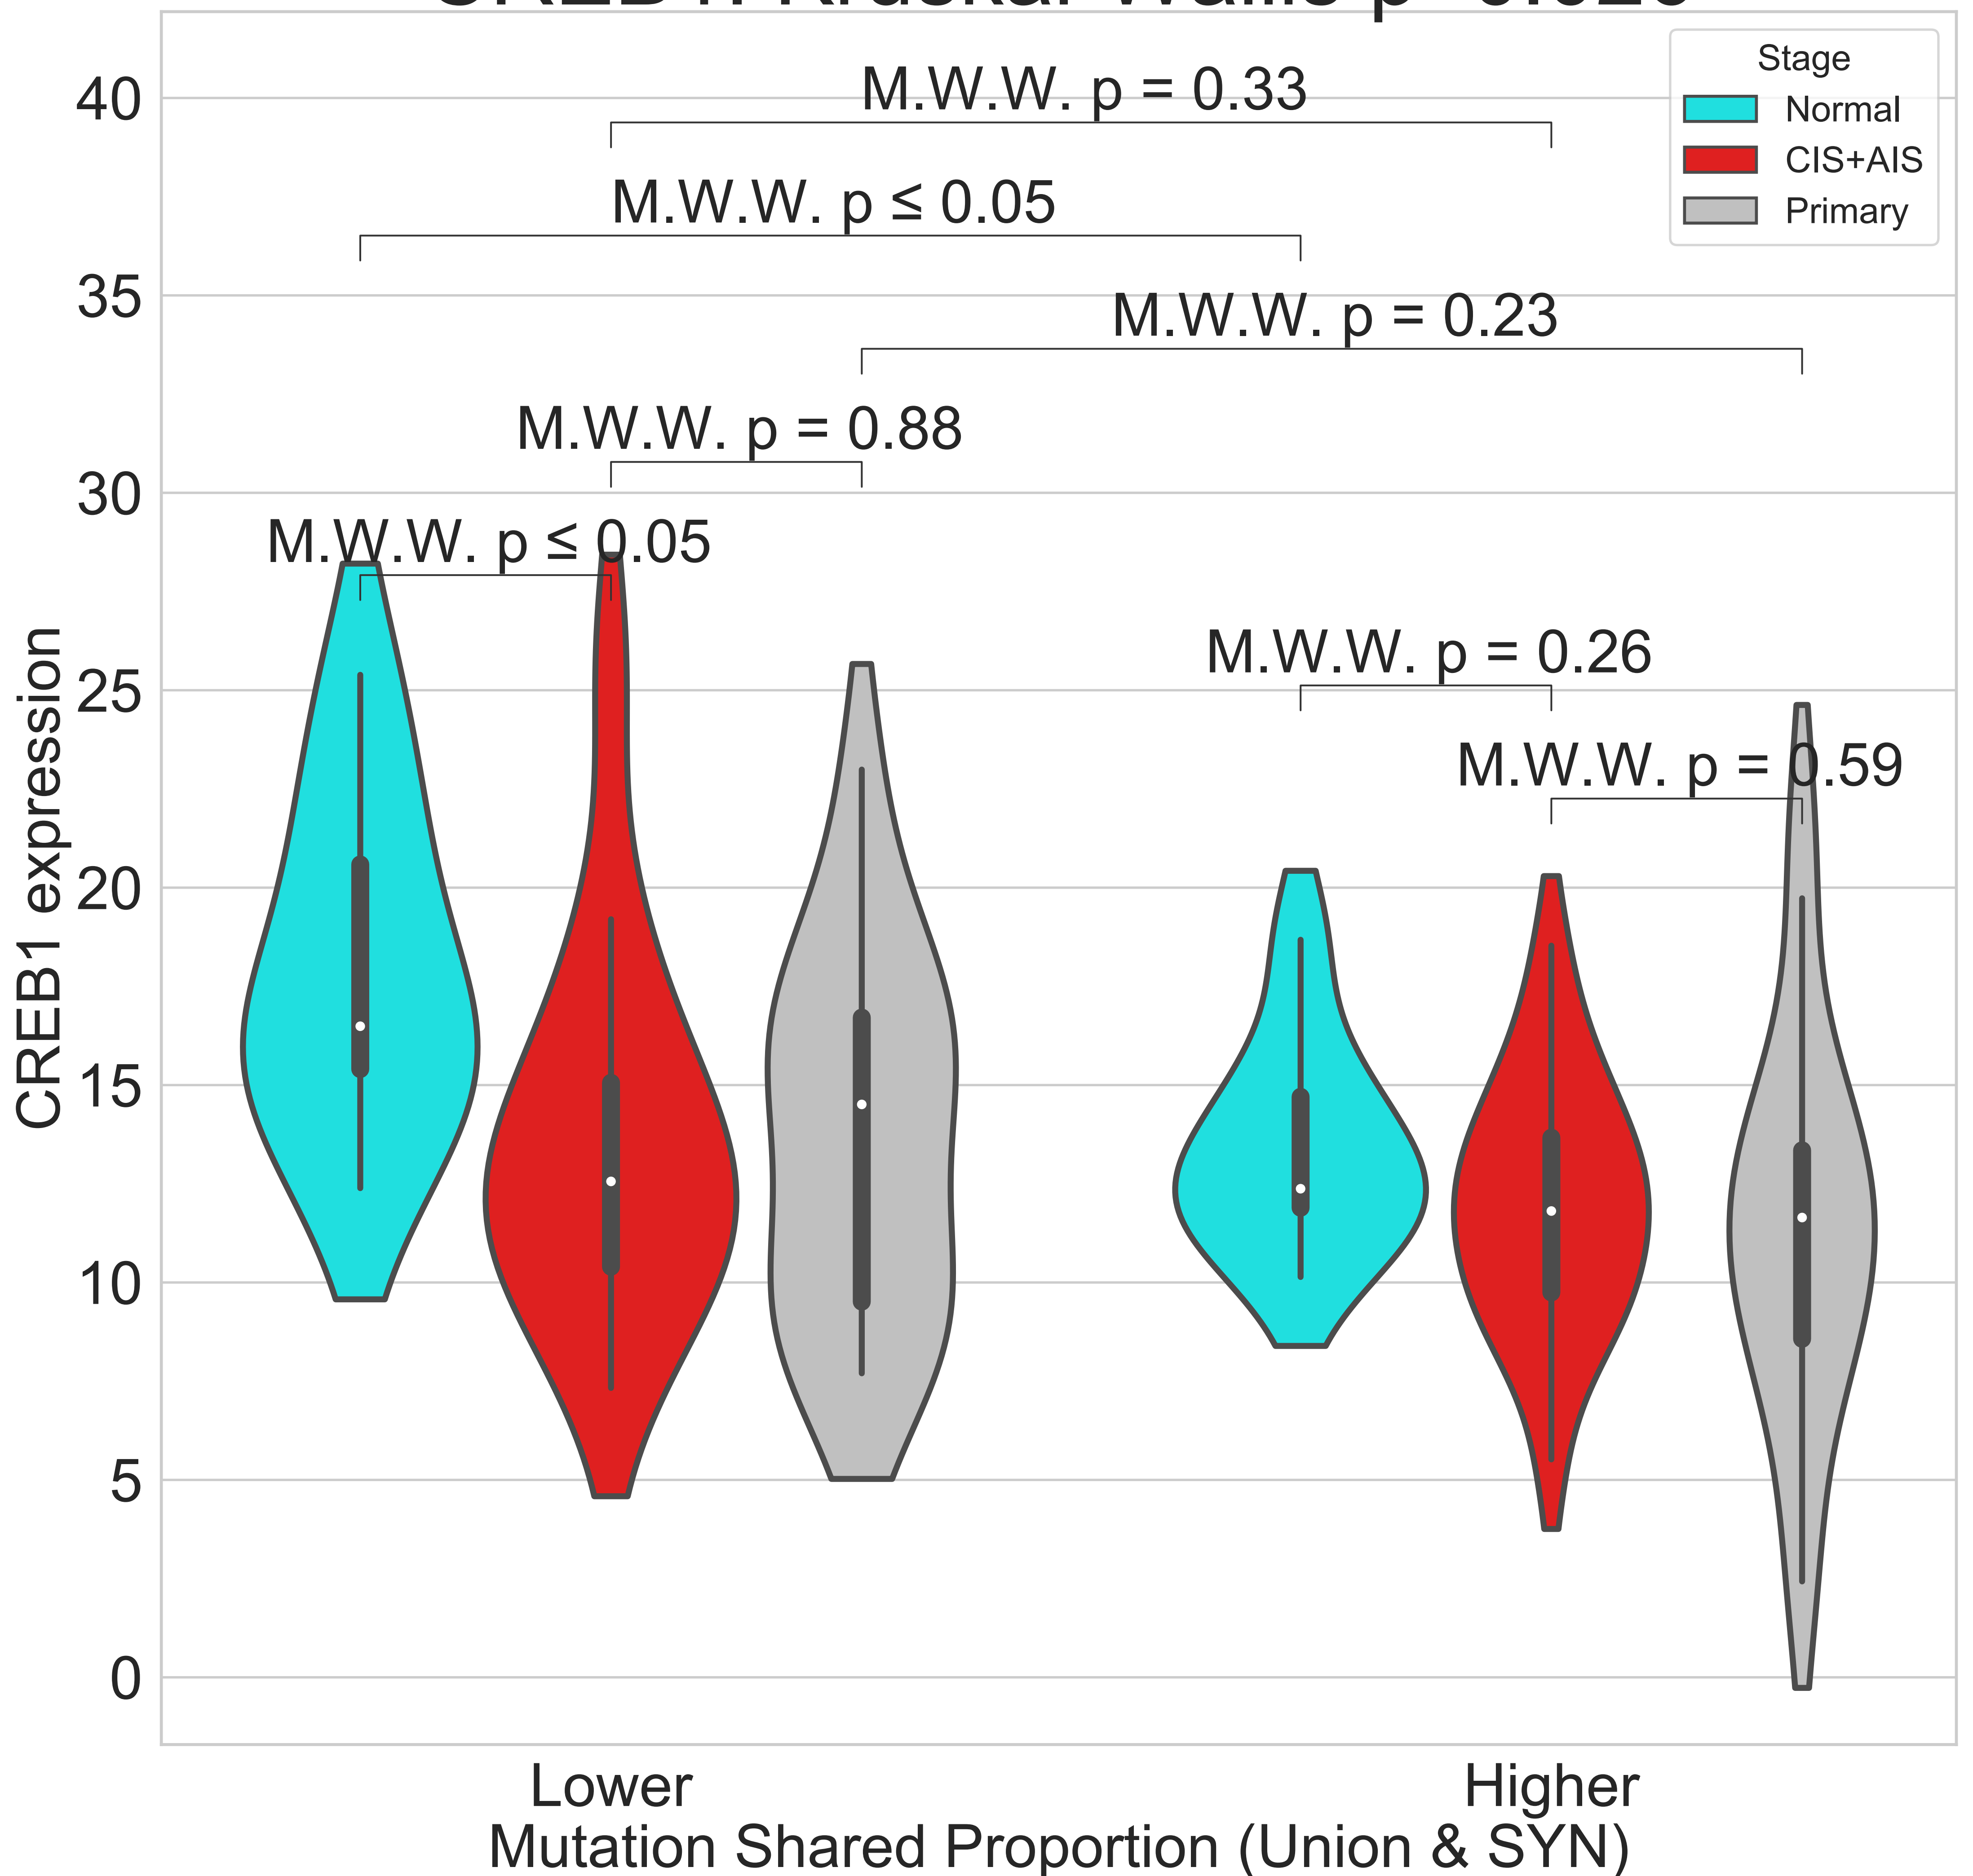 Stage
Normal
CIS+AIS
Primary
M.W.W. p = 0.33
M.W.W. p ≤ 0.05
M.W.W. p = 0.23
M.W.W. p = 0.88
M.W.W. p ≤ 0.05
M.W.W. p = 0.26
M.W.W. p = 0.59
40
35
30
25
20
15
10
5
0
CREB1 expression
Lower
Higher
Mutation Shared Proportion (Union & SYN)